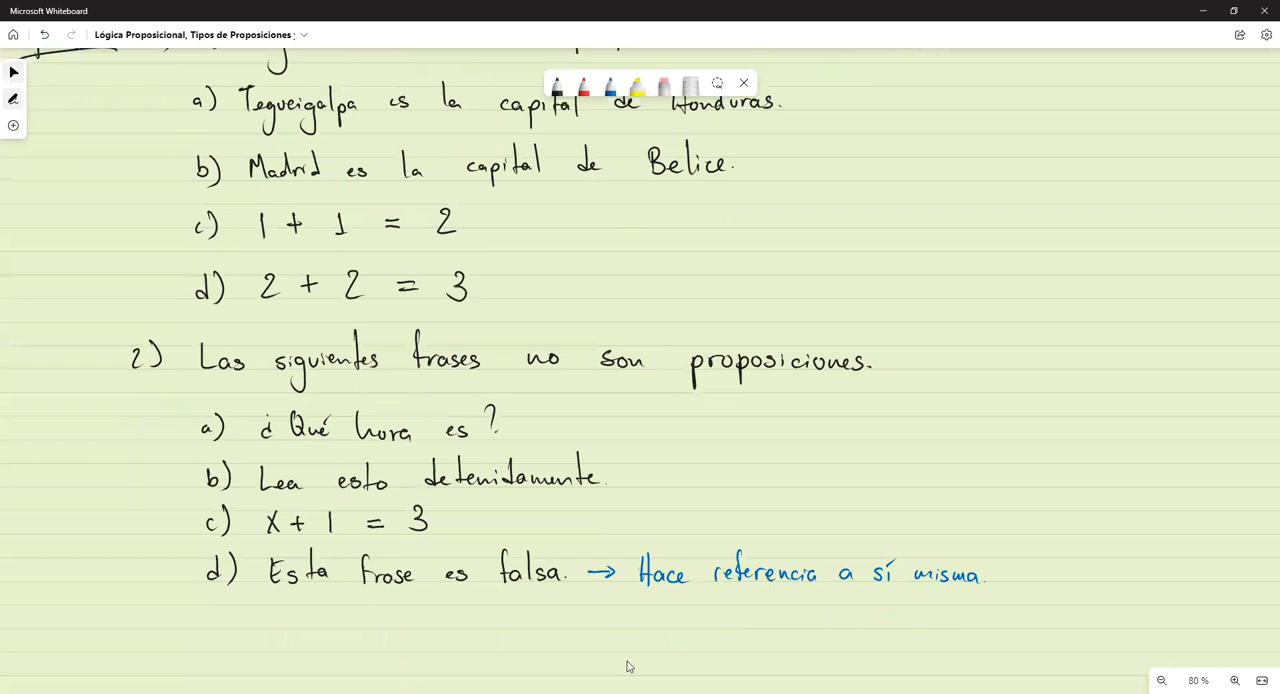 Microsoft Whiteboard
Lógica Proposicional, Tipos de Proposiciones ;
a) Tegucigalpa es la capital de Honduras.
b) Madrid es la capital de Belice.
c) 1 + 1 = 2
d) 2 + 2 = 3
2) Las siguientes frases no son proposiciones.
a) ¿Qué hora es?
b) Lea esto detenidamente.
c) x + 1 = 3
d) Esta frase es falsa. → Hace referencia a sí misma.
80 %